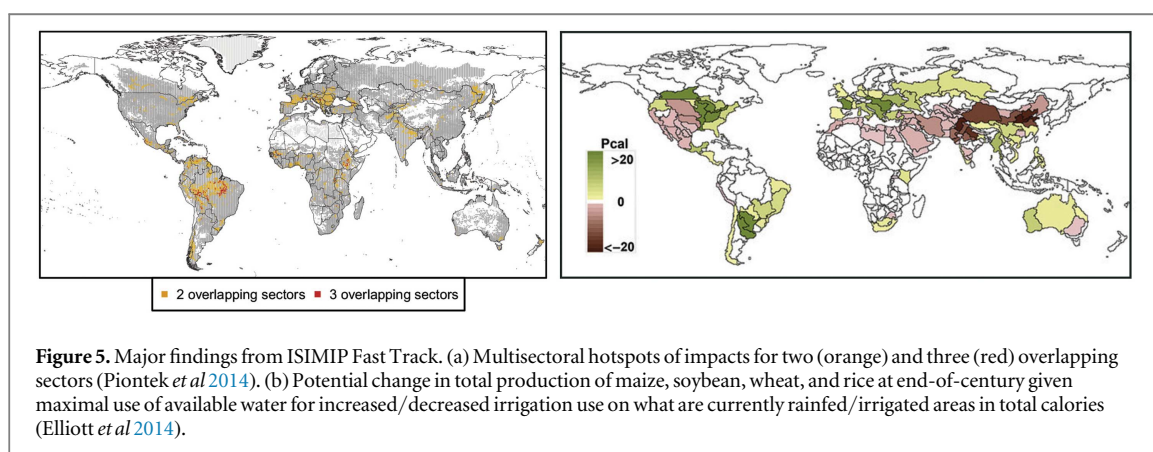 Pcal
>20
0
<-20
2 overlapping sectors
3 overlapping sectors
Figure 5. Major findings from ISIMIP Fast Track. (a) Multisectoral hotspots of impacts for two (orange) and three (red) overlapping
sectors (Piontek et al 2014). (b) Potential change in total production of maize, soybean, wheat, and rice at end-of-century given
maximal use of available water for increased/decreased irrigation use on what are currently rainfed/irrigated areas in total calories
(Elliott et al 2014).